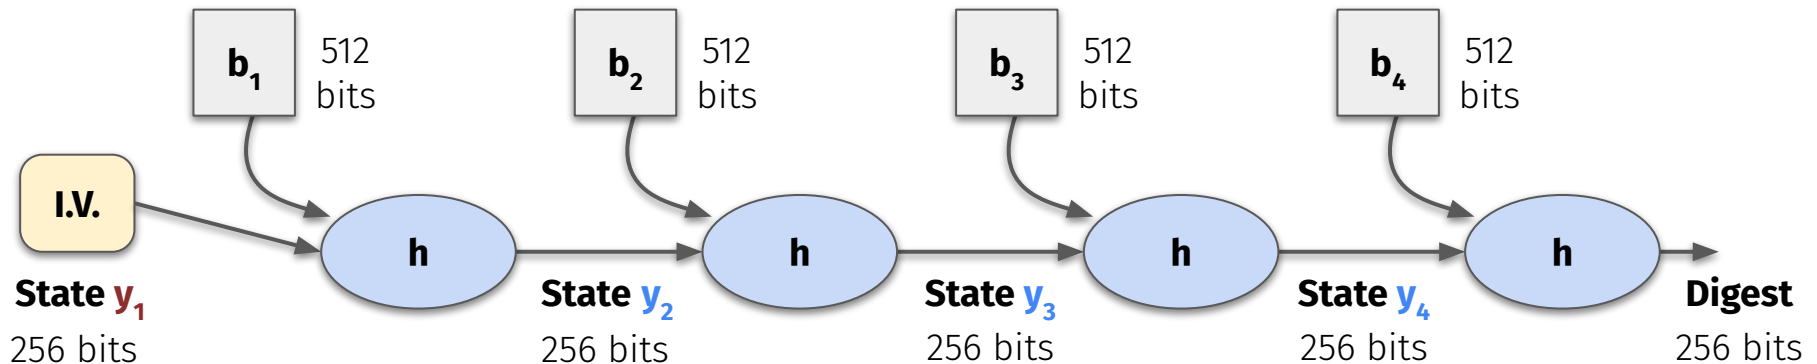 b₁
512
bits
b₂
512
bits
b₃
512
bits
b₄
512
bits
I.V.
h
h
h
h
State y₁
256 bits
State y₂
256 bits
State y₃
256 bits
State y₄
256 bits
Digest
256 bits